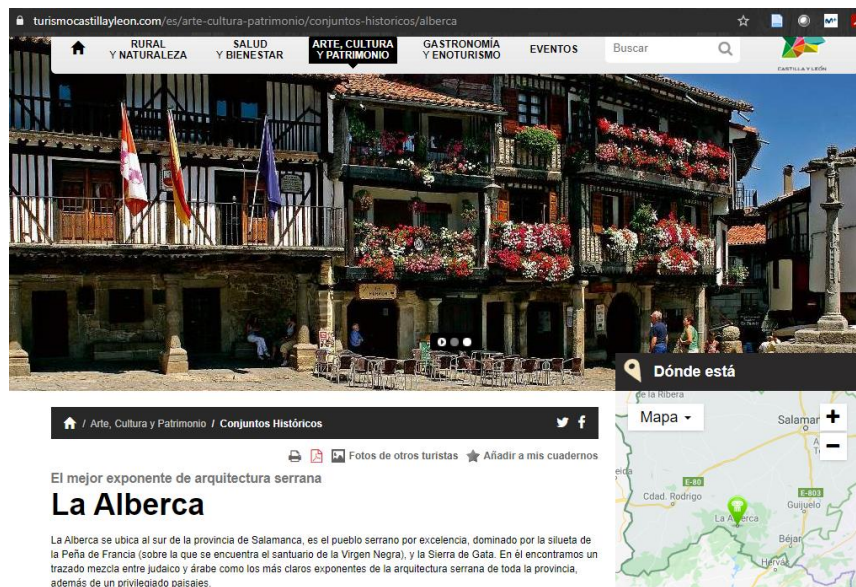 turismocastillayleon.com/es/arte-cultura-patrimonio/conjuntos-historicos/alberca
RURAL
Y NATURALEZA
SALUD
Y BIENESTAR
ARTE, CULTURA
Y PATRIMONIO
GASTRONOMÍA
Y ENOTURISMO
EVENTOS
Buscar
CASTILLA Y LEÓN
Dónde está
/ Arte, Cultura y Patrimonio / Conjuntos Históricos
Fotos de otros turistas
Añadir a mis cuadernos
El mejor exponente de arquitectura serrana
La Alberca
La Alberca se ubica al sur de la provincia de Salamanca, es el pueblo serrano por excelencia, dominado por la silueta de
la Peña de Francia (sobre la que se encuentra el santuario de la Virgen Negra), y la Sierra de Gata. En él encontramos un
trazado mezcla entre judaico y árabe como los más claros exponentes de la arquitectura serrana de toda la provincia,
además de un privilegiado paisajes.
de la Ribera
Mapa
Salamar
+
−
E-80
Cdad. Rodrigo
E-803
Guijuelo
La Alberca
Béjar
Hervás